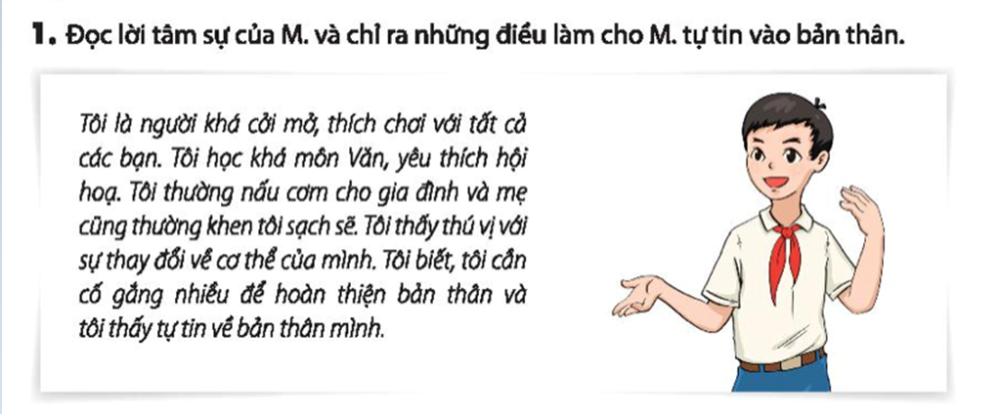 1. Đọc lời tâm sự của M. và chỉ ra những điều làm cho M. tự tin vào bản thân.
Tôi là người khá cởi mở, thích chơi với tất cả
các bạn. Tôi học khá môn Văn, yêu thích hội
hoạ. Tôi thường nấu cơm cho gia đình và mẹ
cũng thường khen tôi sạch sẽ. Tôi thấy thú vị với
sự thay đổi về cơ thể của mình. Tôi biết, tôi cần
cố gắng nhiều để hoàn thiện bản thân và
tôi thấy tự tin về bản thân mình.